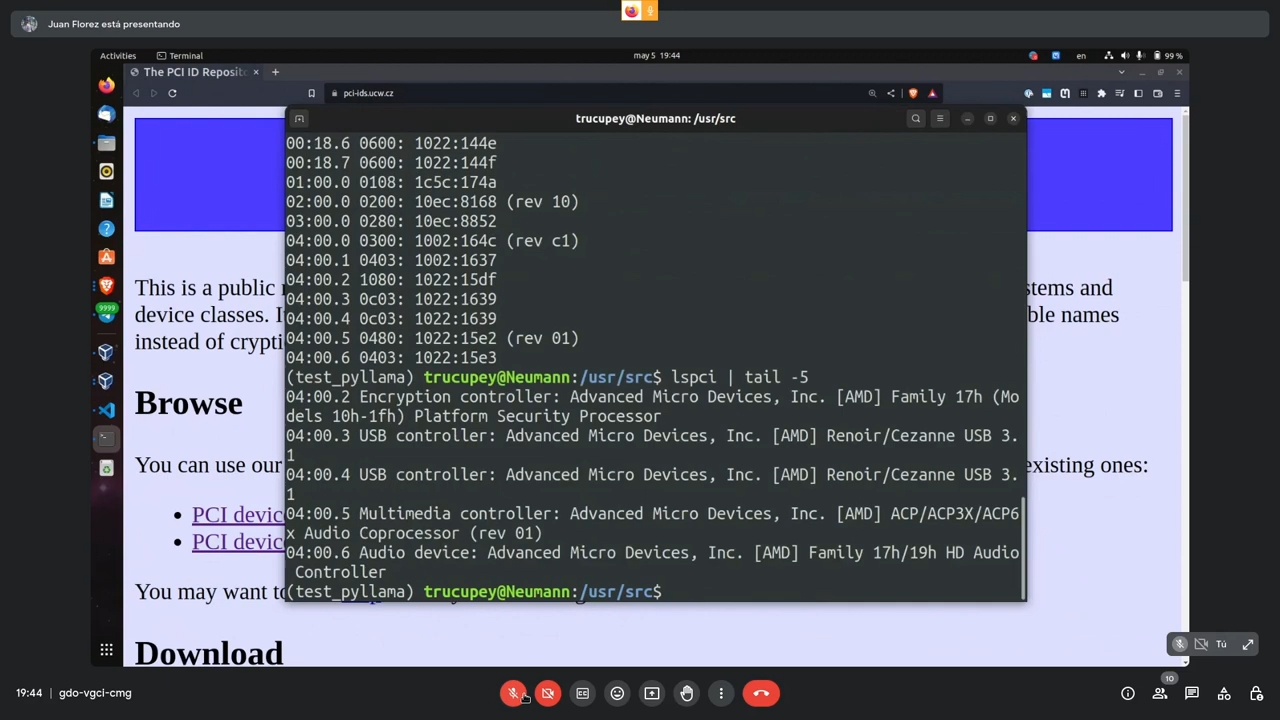 Juan Florez está presentando
Activities Terminal may 5 19:44 en 99 %
The PCI ID Reposit
pci-ids.ucw.cz
trucupey@Neumann: /usr/src
00:18.6 0600: 1022:144e
00:18.7 0600: 1022:144f
01:00.0 0108: 1c5c:174a
02:00.0 0200: 10ec:8168 (rev 10)
03:00.0 0280: 10ec:8852
04:00.0 0300: 1002:164c (rev c1)
04:00.1 0403: 1002:1637
04:00.2 1080: 1022:15df
04:00.3 0c03: 1022:1639
04:00.4 0c03: 1022:1639
04:00.5 0480: 1022:15e2 (rev 01)
04:00.6 0403: 1022:15e3
(test_pyllama) trucupey@Neumann:/usr/src$ lspci | tail -5
04:00.2 Encryption controller: Advanced Micro Devices, Inc. [AMD] Family 17h (Mo
dels 10h-1fh) Platform Security Processor
04:00.3 USB controller: Advanced Micro Devices, Inc. [AMD] Renoir/Cezanne USB 3.
1
04:00.4 USB controller: Advanced Micro Devices, Inc. [AMD] Renoir/Cezanne USB 3.
1
04:00.5 Multimedia controller: Advanced Micro Devices, Inc. [AMD] ACP/ACP3X/ACP6
x Audio Coprocessor (rev 01)
04:00.6 Audio device: Advanced Micro Devices, Inc. [AMD] Family 17h/19h HD Audio
Controller
(test_pyllama) trucupey@Neumann:/usr/src$
This is a public stems and
device classes. I ble names
instead of crypti
Browse
You can use our existing ones:
PCI devic
PCI devic
You may want to
Download
9999
Tú
10
19:44 gdo-vgci-cmg